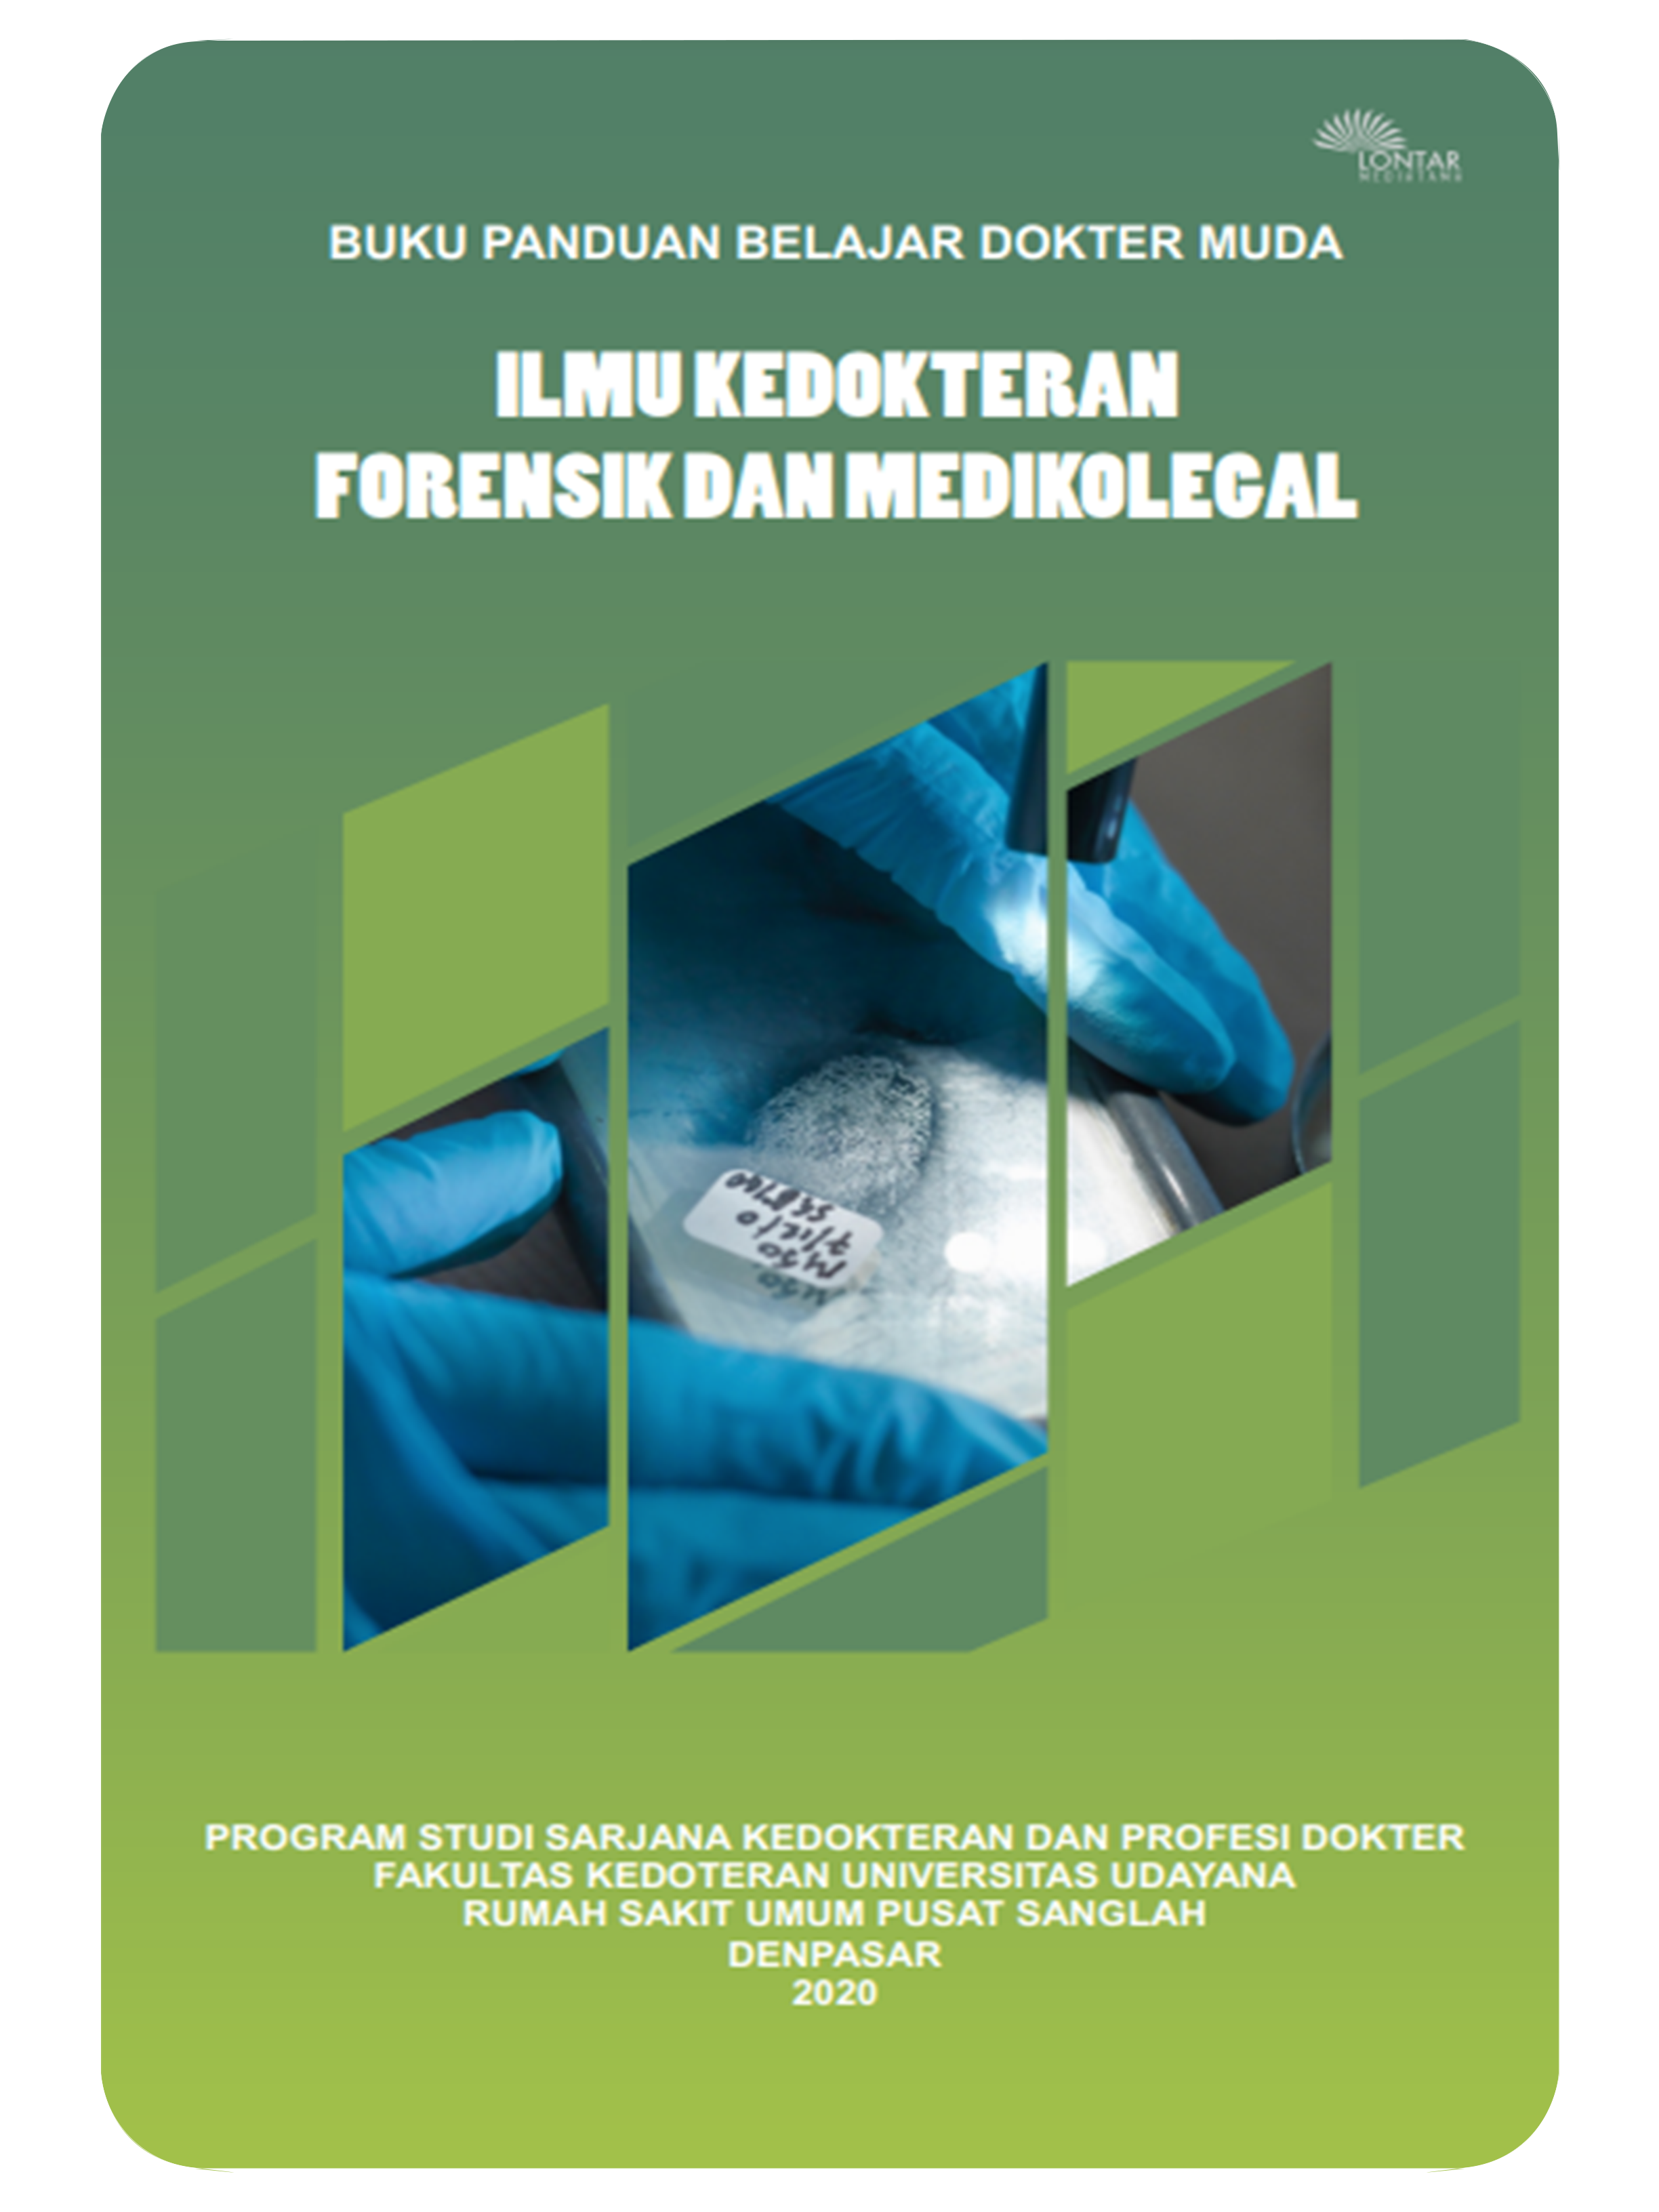 LONTAR
MEDIATAMA
BUKU PANDUAN BELAJAR DOKTER MUDA
ILMU KEDOKTERAN
FORENSIK DAN MEDIKOLEGAL
PROGRAM STUDI SARJANA KEDOKTERAN DAN PROFESI DOKTER
FAKULTAS KEDOTERAN UNIVERSITAS UDAYANA
RUMAH SAKIT UMUM PUSAT SANGLAH
DENPASAR
2020